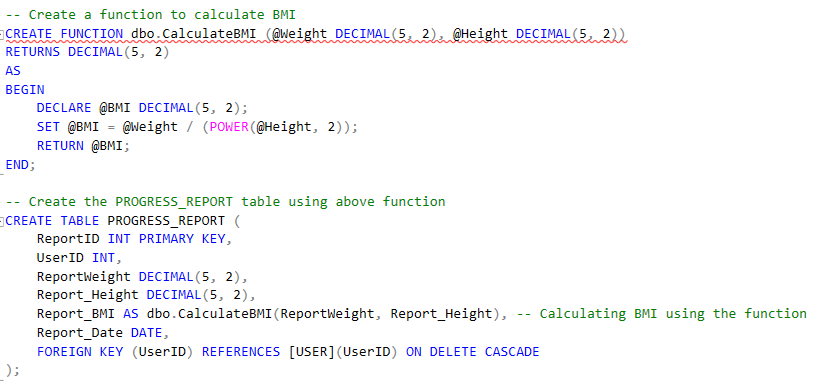 -- Create a function to calculate BMI
CREATE FUNCTION dbo.CalculateBMI (@Weight DECIMAL(5, 2), @Height DECIMAL(5, 2))
RETURNS DECIMAL(5, 2)
AS
BEGIN
    DECLARE @BMI DECIMAL(5, 2);
    SET @BMI = @Weight / (POWER(@Height, 2));
    RETURN @BMI;
END;

-- Create the PROGRESS_REPORT table using above function
CREATE TABLE PROGRESS_REPORT (
    ReportID INT PRIMARY KEY,
    UserID INT,
    ReportWeight DECIMAL(5, 2),
    Report_Height DECIMAL(5, 2),
    Report_BMI AS dbo.CalculateBMI(ReportWeight, Report_Height), -- Calculating BMI using the function
    Report_Date DATE,
    FOREIGN KEY (UserID) REFERENCES [USER](UserID) ON DELETE CASCADE
);